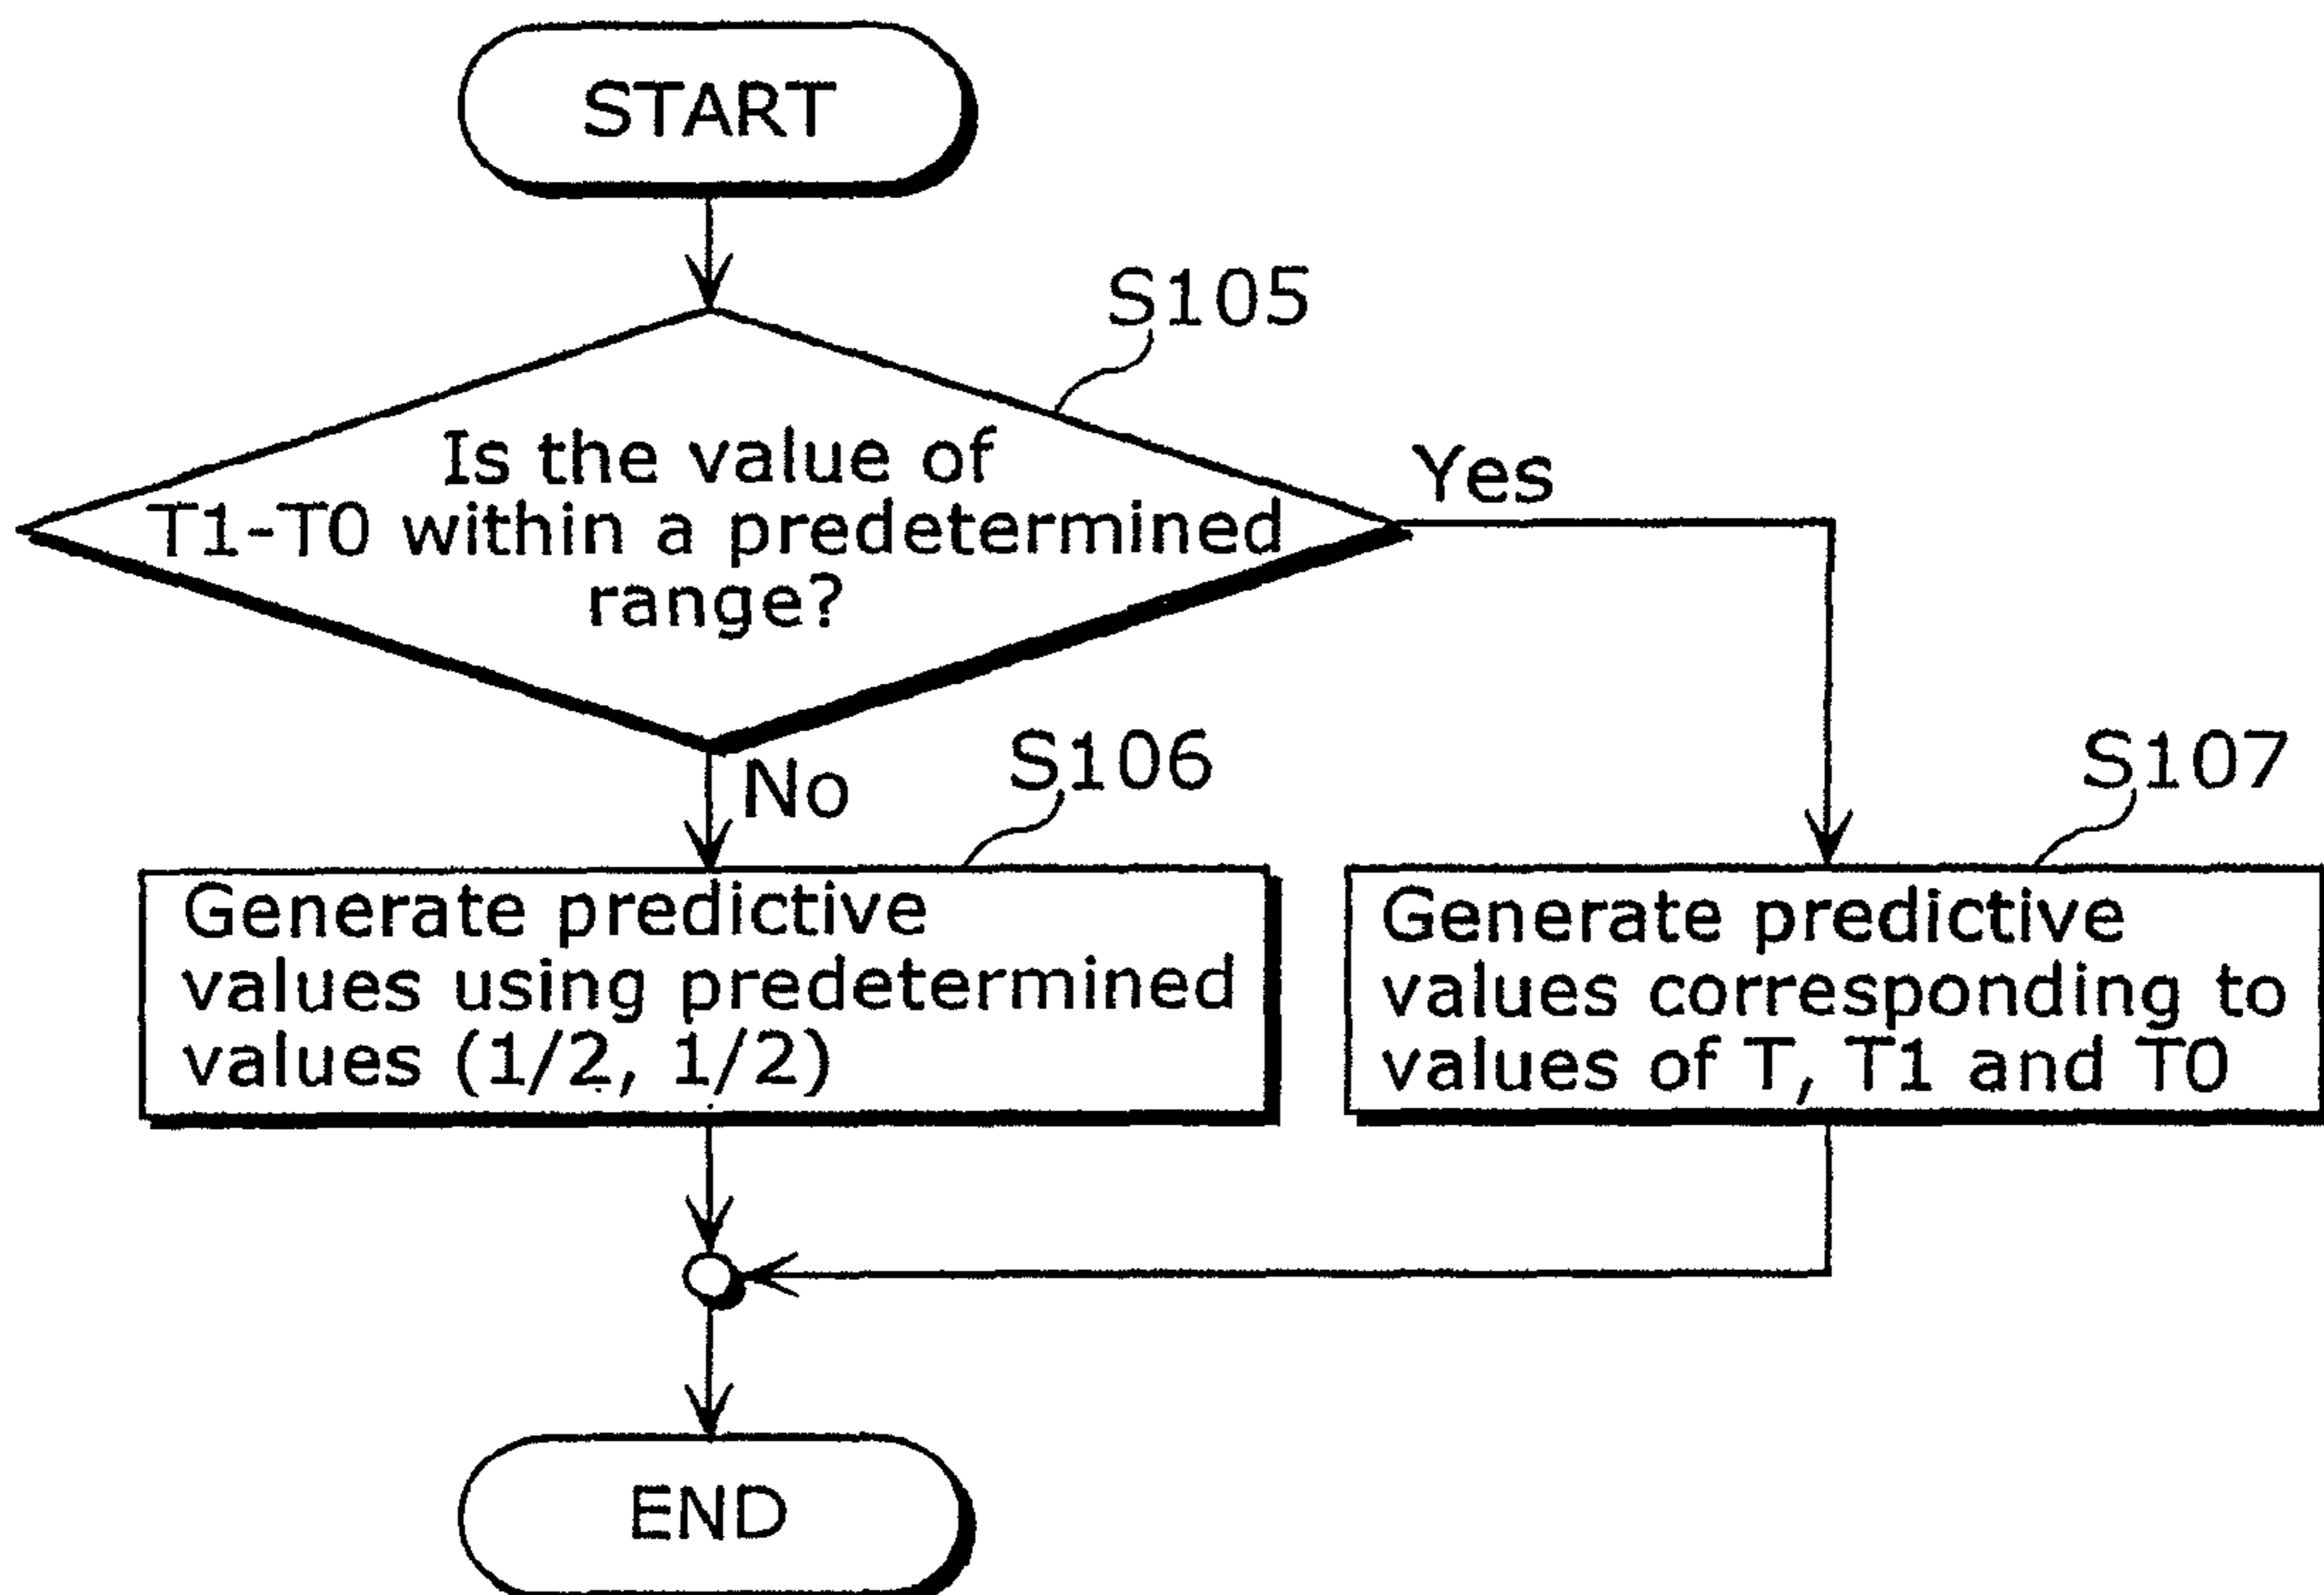 START
S105
Is the value of
T1-T0 within a predetermined
range?
Yes
No
S106
S107
Generate predictive
values using predetermined
values (1/2, 1/2)
Generate predictive
values corresponding to
values of T, T1 and T0
END